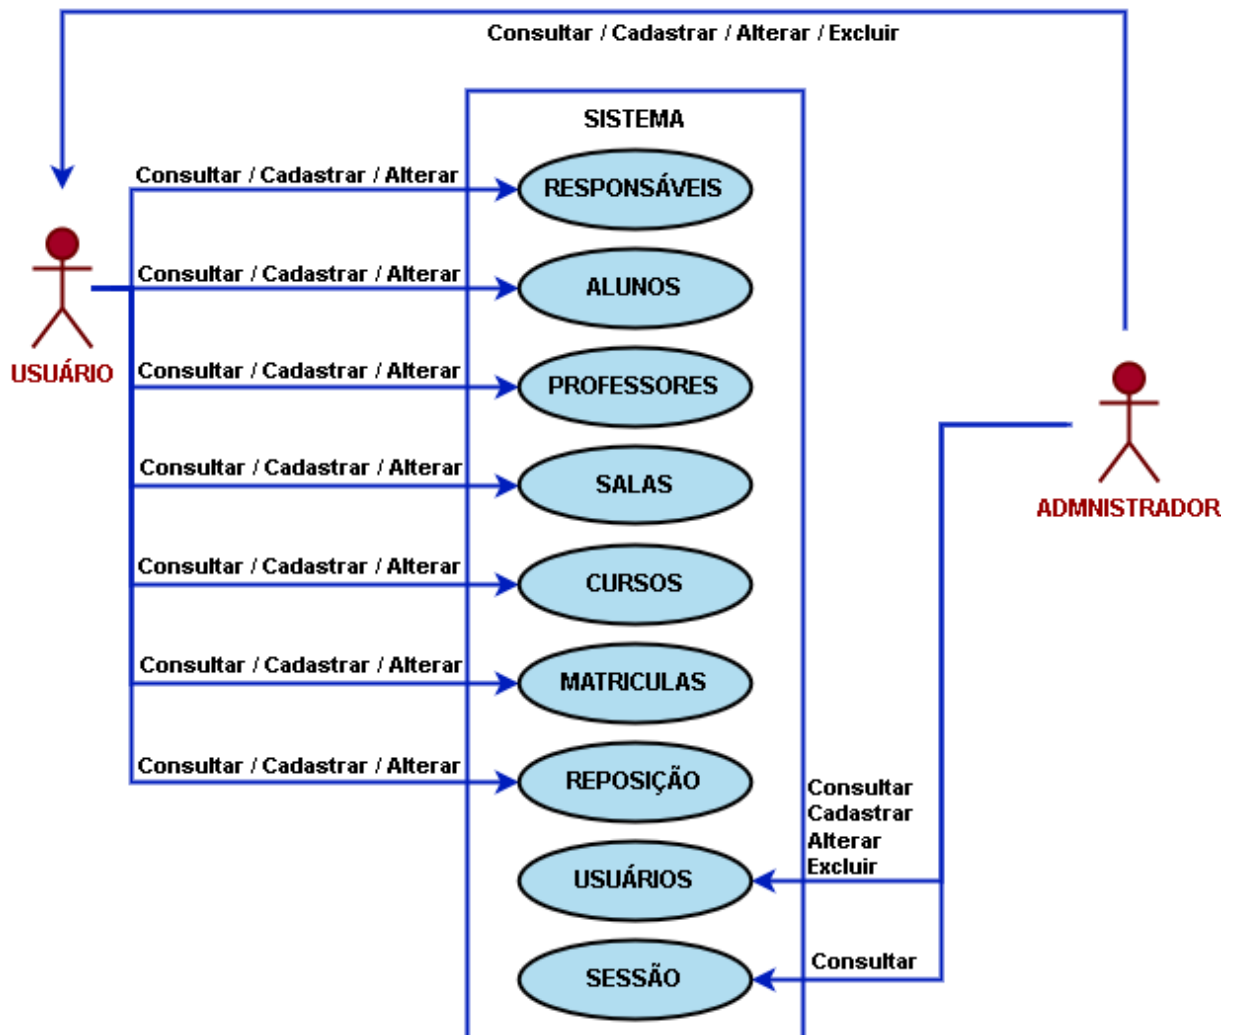 Consultar / Cadastrar / Alterar / Excluir
SISTEMA
Consultar / Cadastrar / Alterar
RESPONSÁVEIS
Consultar / Cadastrar / Alterar
ALUNOS
USUÁRIO
Consultar / Cadastrar / Alterar
PROFESSORES
Consultar / Cadastrar / Alterar
SALAS
ADMNISTRADOR
Consultar / Cadastrar / Alterar
CURSOS
Consultar / Cadastrar / Alterar
MATRICULAS
Consultar / Cadastrar / Alterar
REPOSIÇÃO
Consultar
Cadastrar
Alterar
Excluir
USUÁRIOS
Consultar
SESSÃO